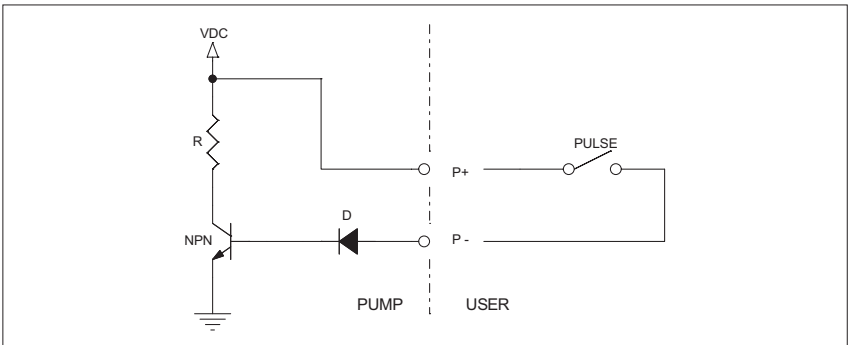 VDC
R
PULSE
P+
D
NPN
P -
PUMP
USER